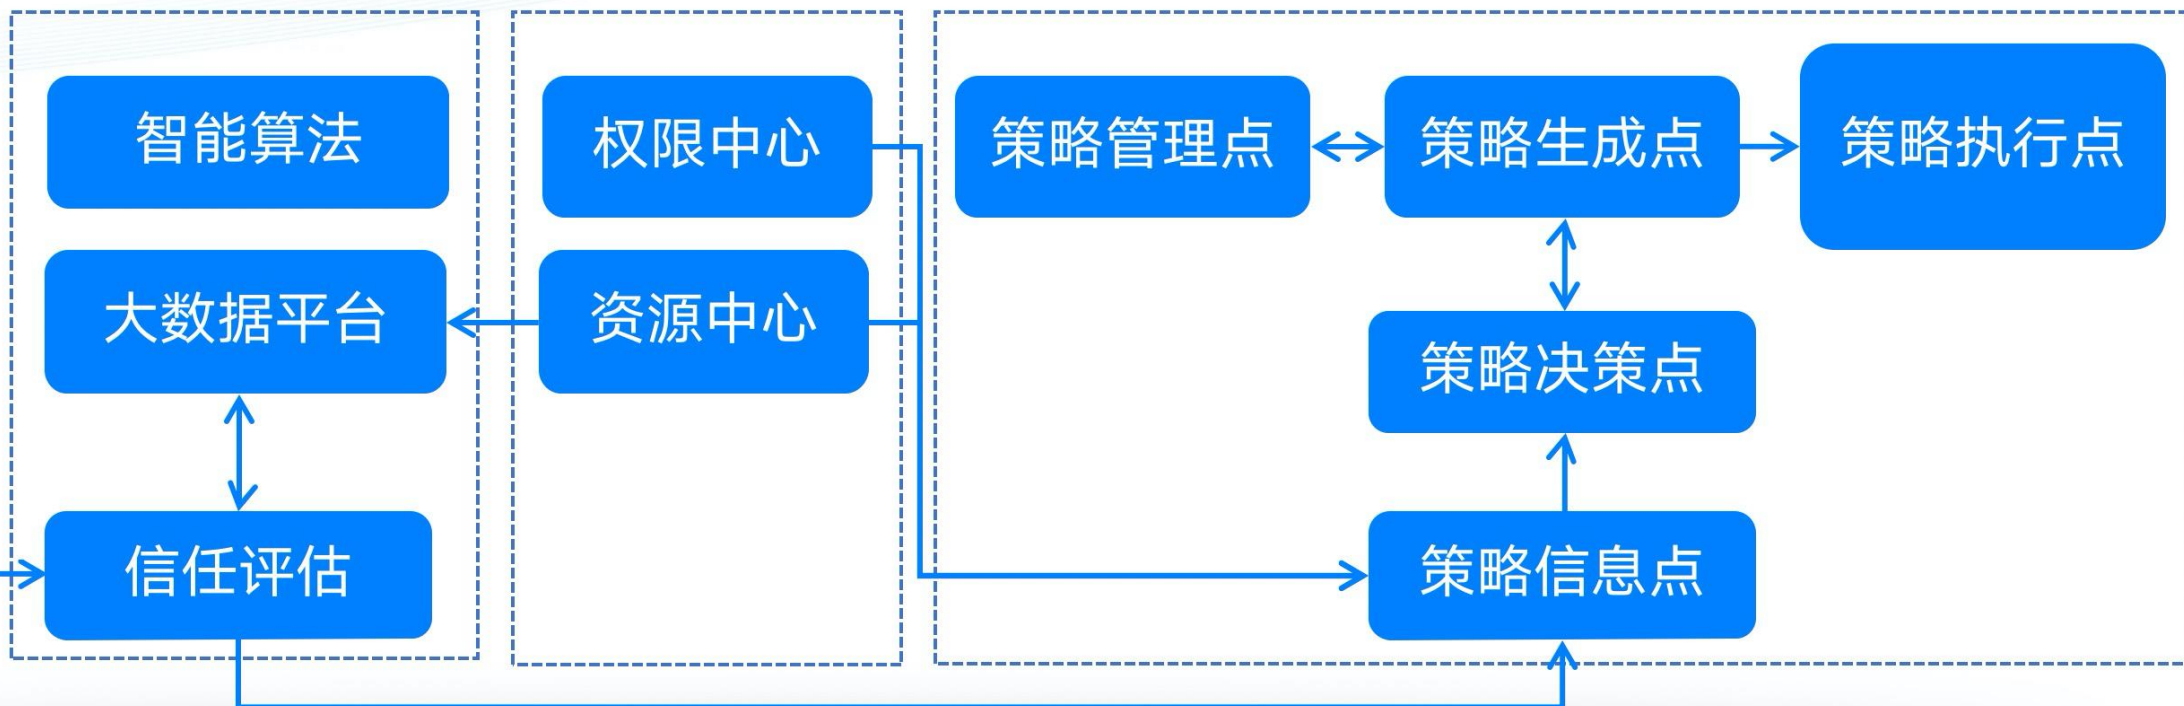 智能算法
权限中心
策略管理点
策略生成点
策略执行点
大数据平台
资源中心
策略决策点
信任评估
策略信息点